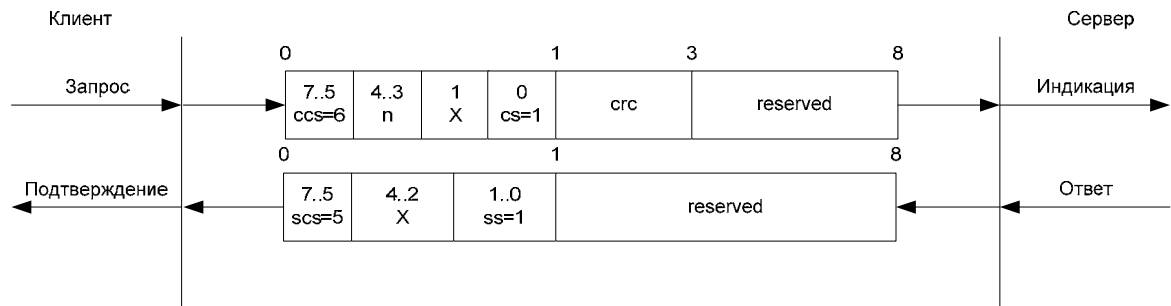 Клиент
Сервер
Запрос
0
1
3
8
7..5
4..3
1
0
ccs=6
n
X
cs=1
crc
reserved
Индикация
Подтверждение
0
1
8
7..5
4..2
1..0
scs=5
X
ss=1
reserved
Ответ